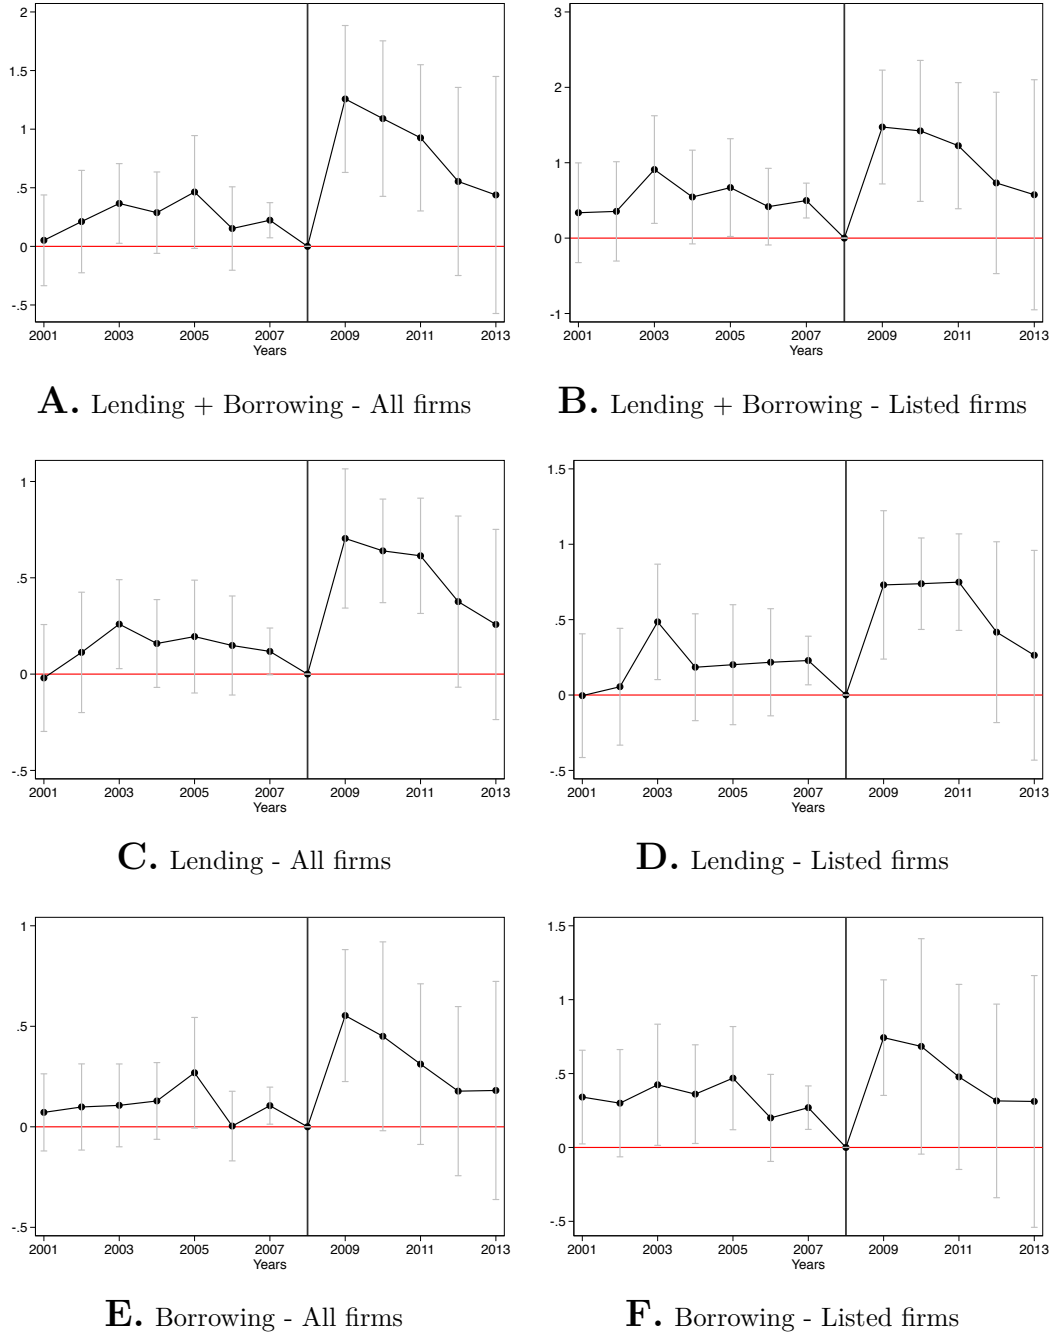 2
1.5
1
.5
0
-.5
2001 2003 2005 2007 2009 2011 2013
Years
A. Lending + Borrowing - All firms
3
2
1
0
-1
2001 2003 2005 2007 2009 2011 2013
Years
B. Lending + Borrowing - Listed firms
1
.5
0
-.5
2001 2003 2005 2007 2009 2011 2013
Years
C. Lending - All firms
1.5
1
.5
0
-.5
2001 2003 2005 2007 2009 2011 2013
Years
D. Lending - Listed firms
1
.5
0
-.5
2001 2003 2005 2007 2009 2011 2013
Years
E. Borrowing - All firms
1.5
1
.5
0
-.5
2001 2003 2005 2007 2009 2011 2013
Years
F. Borrowing - Listed firms